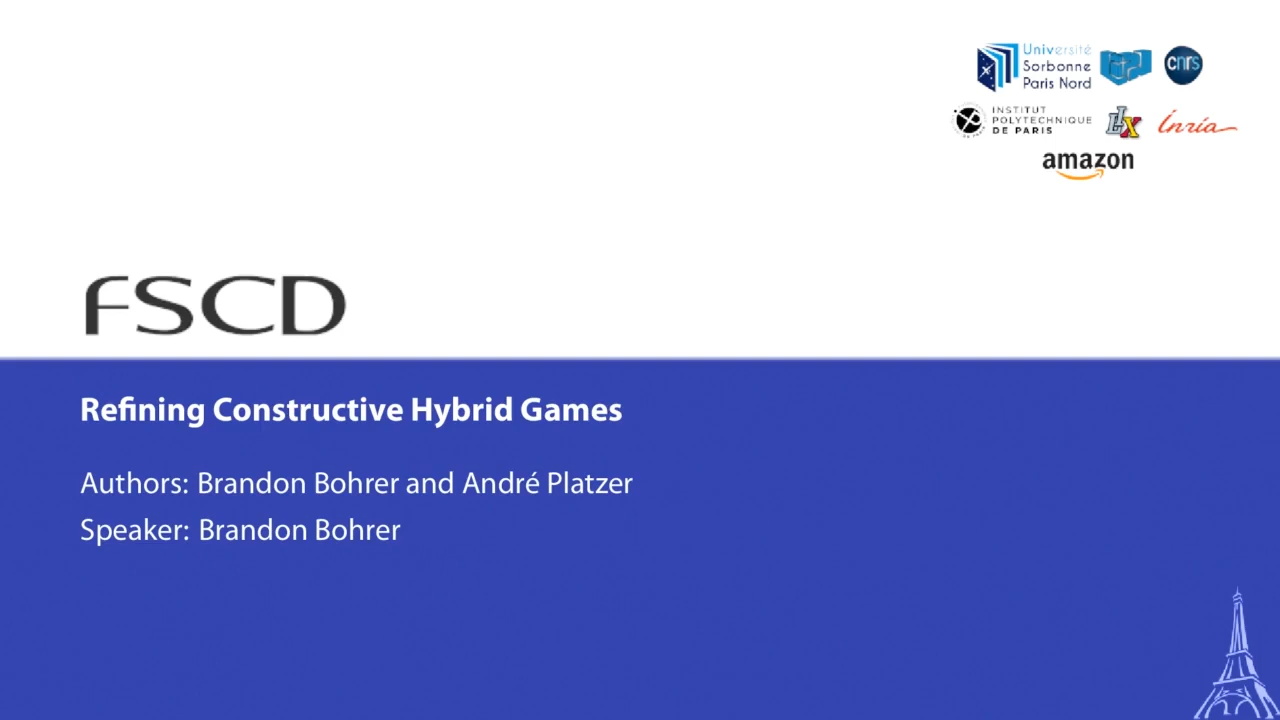 Université
Sorbonne
Paris Nord
cnrs
INSTITUT
POLYTECHNIQUE
DE PARIS
LIX
Inria
amazon
FSCD
Refining Constructive Hybrid Games
Authors: Brandon Bohrer and André Platzer
Speaker: Brandon Bohrer